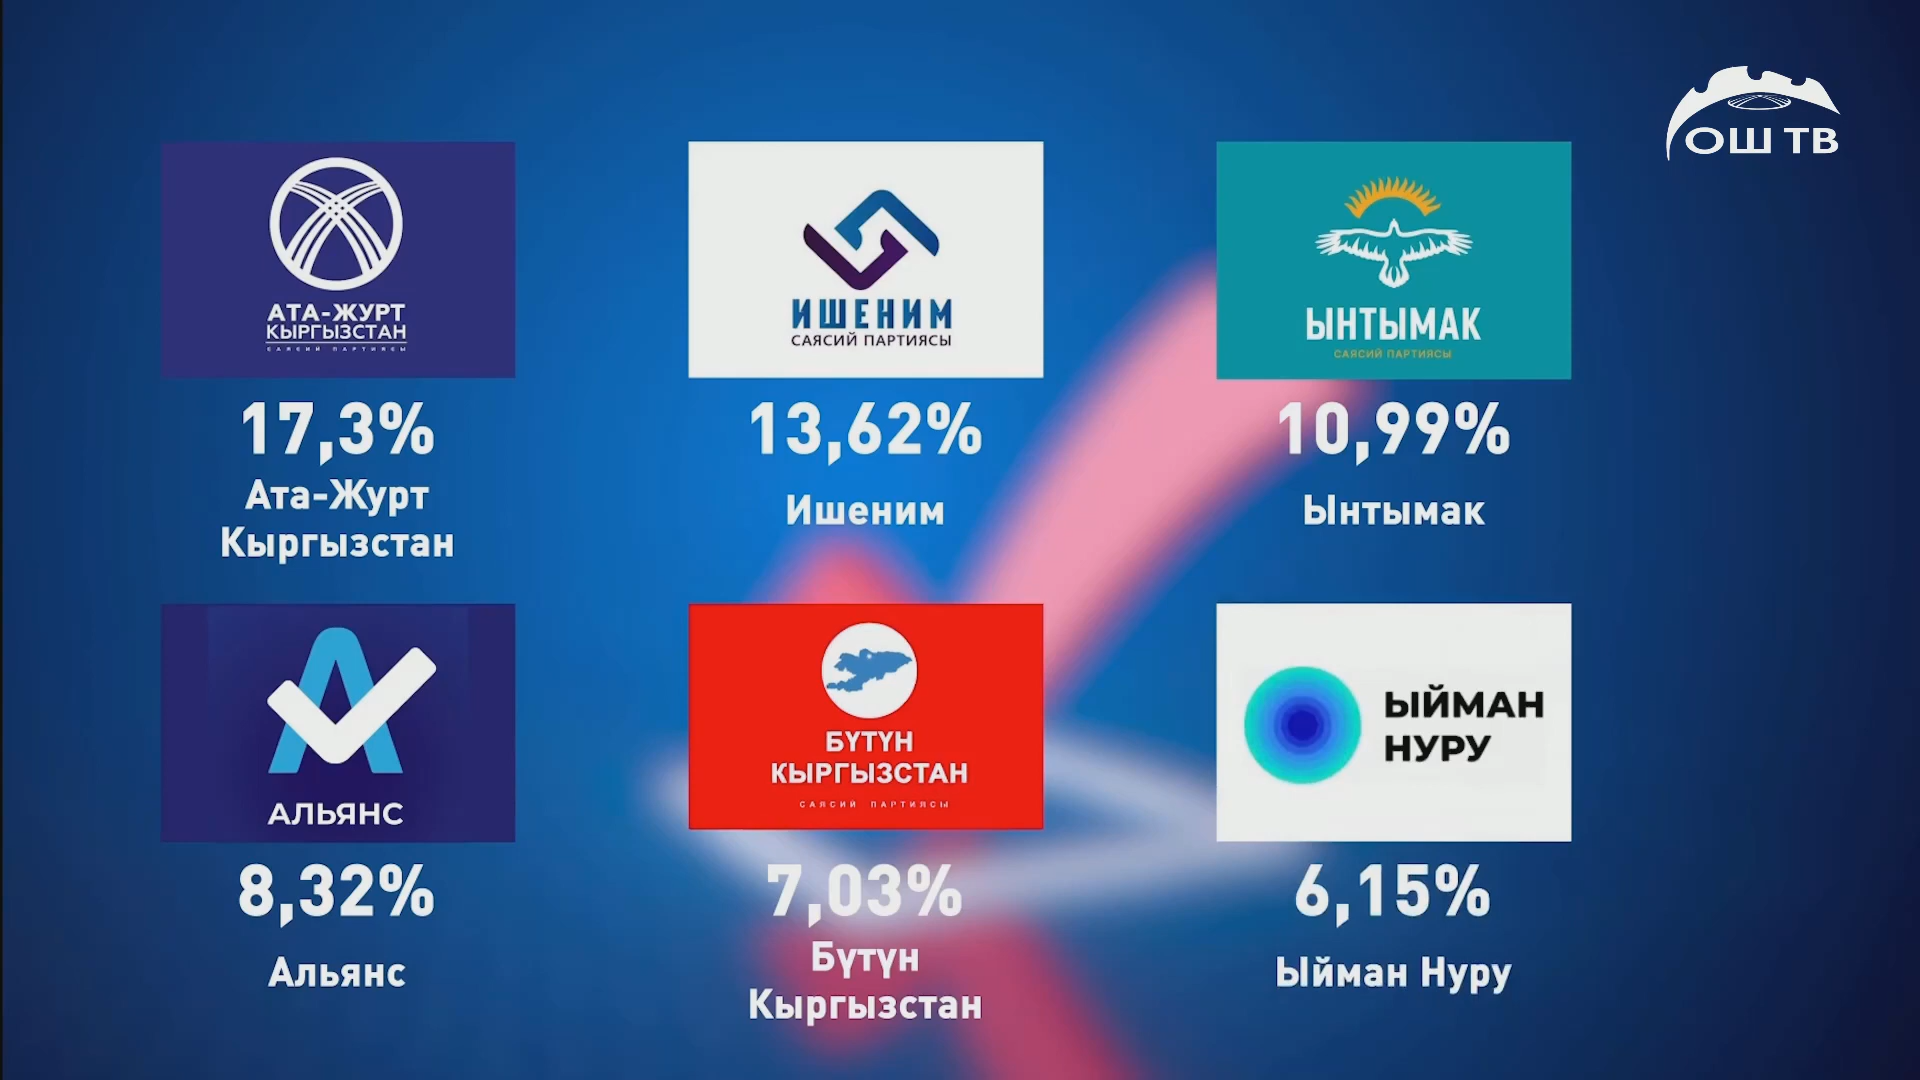 ОШ ТВ
АТА-ЖУРТ
КЫРГЫЗСТАН
САЯСИЙ ПАРТИЯСЫ
17,3%
Ата-Журт
Кыргызстан
ИШЕНИМ
САЯСИЙ ПАРТИЯСЫ
13,62%
Ишеним
ЫНТЫМАК
САЯСИЙ ПАРТИЯСЫ
10,99%
Ынтымак
АЛЬЯНС
8,32%
Альянс
БҮТҮН
КЫРГЫЗСТАН
САЯСИЙ ПАРТИЯСЫ
7,03%
Бүтүн
Кыргызстан
ЫЙМАН
НУРУ
6,15%
Ыйман Нуру